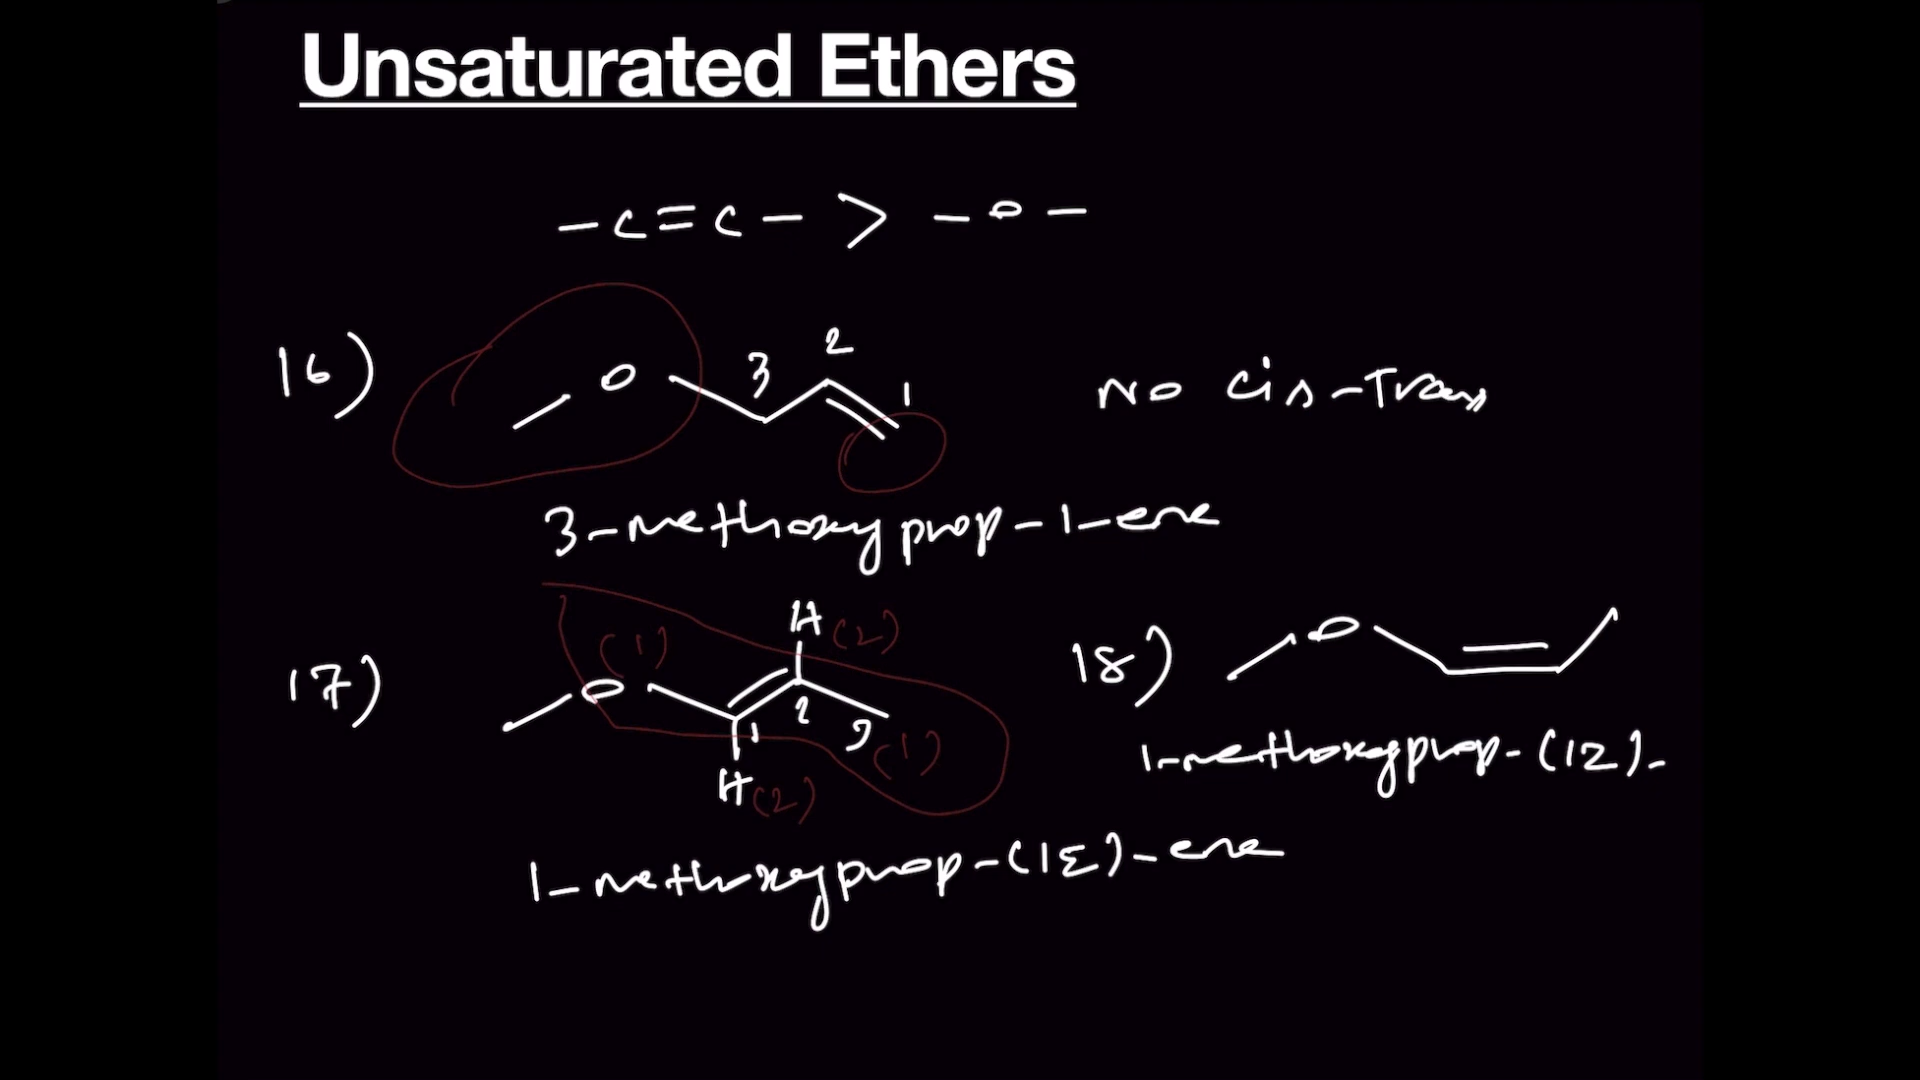 Unsaturated Ethers
-C=C- > -O-
16) O 3 2 1 No cis-Trans
3-methoxyprop-1-ene
17) O (1) H (2) 1 2 3 (1) H (2)
18) O
1-methoxyprop-(1Z)-
1-methoxyprop-(1E)-ene